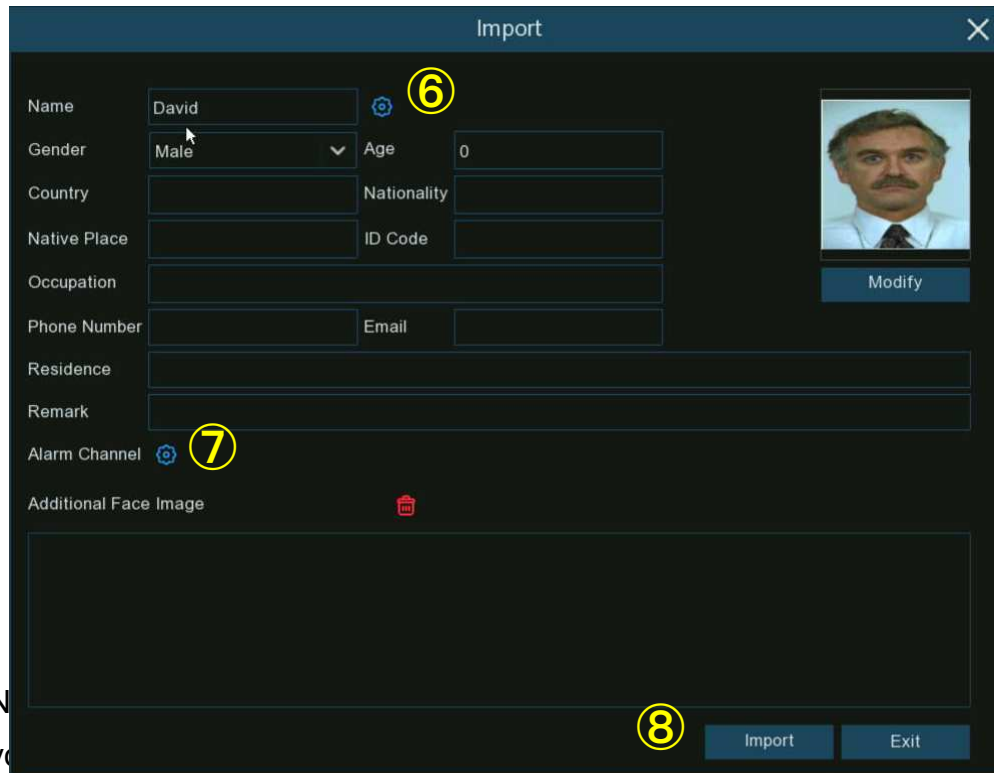 Import
Name David ⑥
Gender Male Age 0
Country Nationality
Native Place ID Code
Occupation Modify
Phone Number Email
Residence
Remark
Alarm Channel ⑦
Additional Face Image
⑧ Import Exit